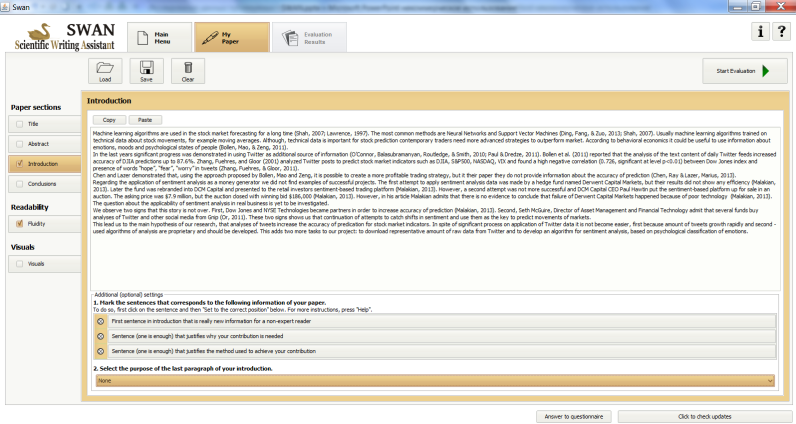 Swan
SWAN
Scientific Writing Assistant
Main
Menu
My
Paper
Evaluation
Results
i ?
Load Save Clear
Start Evaluation
Paper sections
Title
Abstract
Introduction
Conclusions
Readability
Fluidity
Visuals
Visuals
Introduction
Copy Paste
Machine learning algorithms are used in the stock market forecasting for a long time (Shah, 2007; Lawrence, 1997). The most common methods are Neural Networks and Support Vector Machines (Ding, Fang, & Zuo, 2013; Shah, 2007). Usually machine learning algorithms trained on
technical data about stock movements, for example moving averages. Although, technical data is important for stock prediction contemporary traders need more advanced strategies to outperform market. According to behavioral economics it could be useful to use information about
emotions, moods and psychological states of people (Bollen, Mao, & Zeng, 2011).
In the last years significant progress was demonstrated in using Twitter as additional source of information (O'Connor, Balasubramanyan, Routledge, & Smith, 2010; Paul & Dredze, 2011). Bollen et al. (2011) reported that the analysis of the text content of daily Twitter feeds increased
accuracy of DJIA predictions up to 87.6%. Zhang, Fuehres, and Gloor (2001) analyzed Twitter posts to predict stock market indicators such as DJIA, S&P500, NASDAQ, VIX and found a high negative correlation (0.726, significant at level p<0.01) between Dow Jones index and
presence of words "hope", "fear", "worry" in tweets (Zhang, Fuehres, & Gloor, 2011).
Chen and Lazer demonstrated that, using the approach proposed by Bollen, Mao and Zeng, it is possible to create a more profitable trading strategy, but it their paper they do not provide information about the accuracy of prediction (Chen, Ray & Lazer, Marius, 2013).
Regarding the application of sentiment analysis as a money generator we did not find examples of successful projects. The first attempt to apply sentiment analysis data was made by a hedge fund named Derwent Capital Markets, but their results did not show any efficiency (Malakian,
2013). Later the fund was rebranded into DCM Capital and presented to the retail investors sentiment-based trading platform (Malakian, 2013). However, a second attempt was not more successful and DCM Capital CEO Paul Hawtin put the sentiment-based platform up for sale in an
auction. The asking price was $7.9 million, but the auction closed with winning bid $186,000 (Malakian, 2013). However, in his article Malakian admits that there is no evidence to conclude that failure of Derwent Capital Markets happened because of poor technology (Malakian, 2013).
The question about the applicability of sentiment analysis in real business is yet to be investigated.
We observe two signs that this story is not over. First, Dow Jones and NYSE Technologies became partners in order to increase accuracy of prediction (Malakian, 2013). Second, Seth McGuire, Director of Asset Management and Financial Technology admit that several funds buy
analyses of Twitter and other social media from Gnip (Or, 2011). These two signs shows us that continuation of attempts to catch shifts in sentiment and use them as the key to predict movements of markets.
This lead us to the main hypothesis of our research, that analyses of tweets increase the accuracy of prediction for stock market indicators. In spite of significant process on application of Twitter data it is not become easier, first because amount of tweets growth rapidly and second -
used algorithms of analysis are proprietary and should be developed. This adds two more tasks to our project: to download representative amount of raw data from Twitter and to develop an algorithm for sentiment analysis, based on psychological classification of emotions.
Additional (optional) settings
1. Mark the sentences that corresponds to the following information of your paper.
To do so, first click on the sentence and then "Set to the correct position" below. For more instructions, press "Help".
First sentence in introduction that is really new information for a non-expert reader
Sentence (one is enough) that justifies why your contribution is needed
Sentence (one is enough) that justifies the method used to achieve your contribution
2. Select the purpose of the last paragraph of your introduction.
None
Answer to questionnaire
Click to check updates